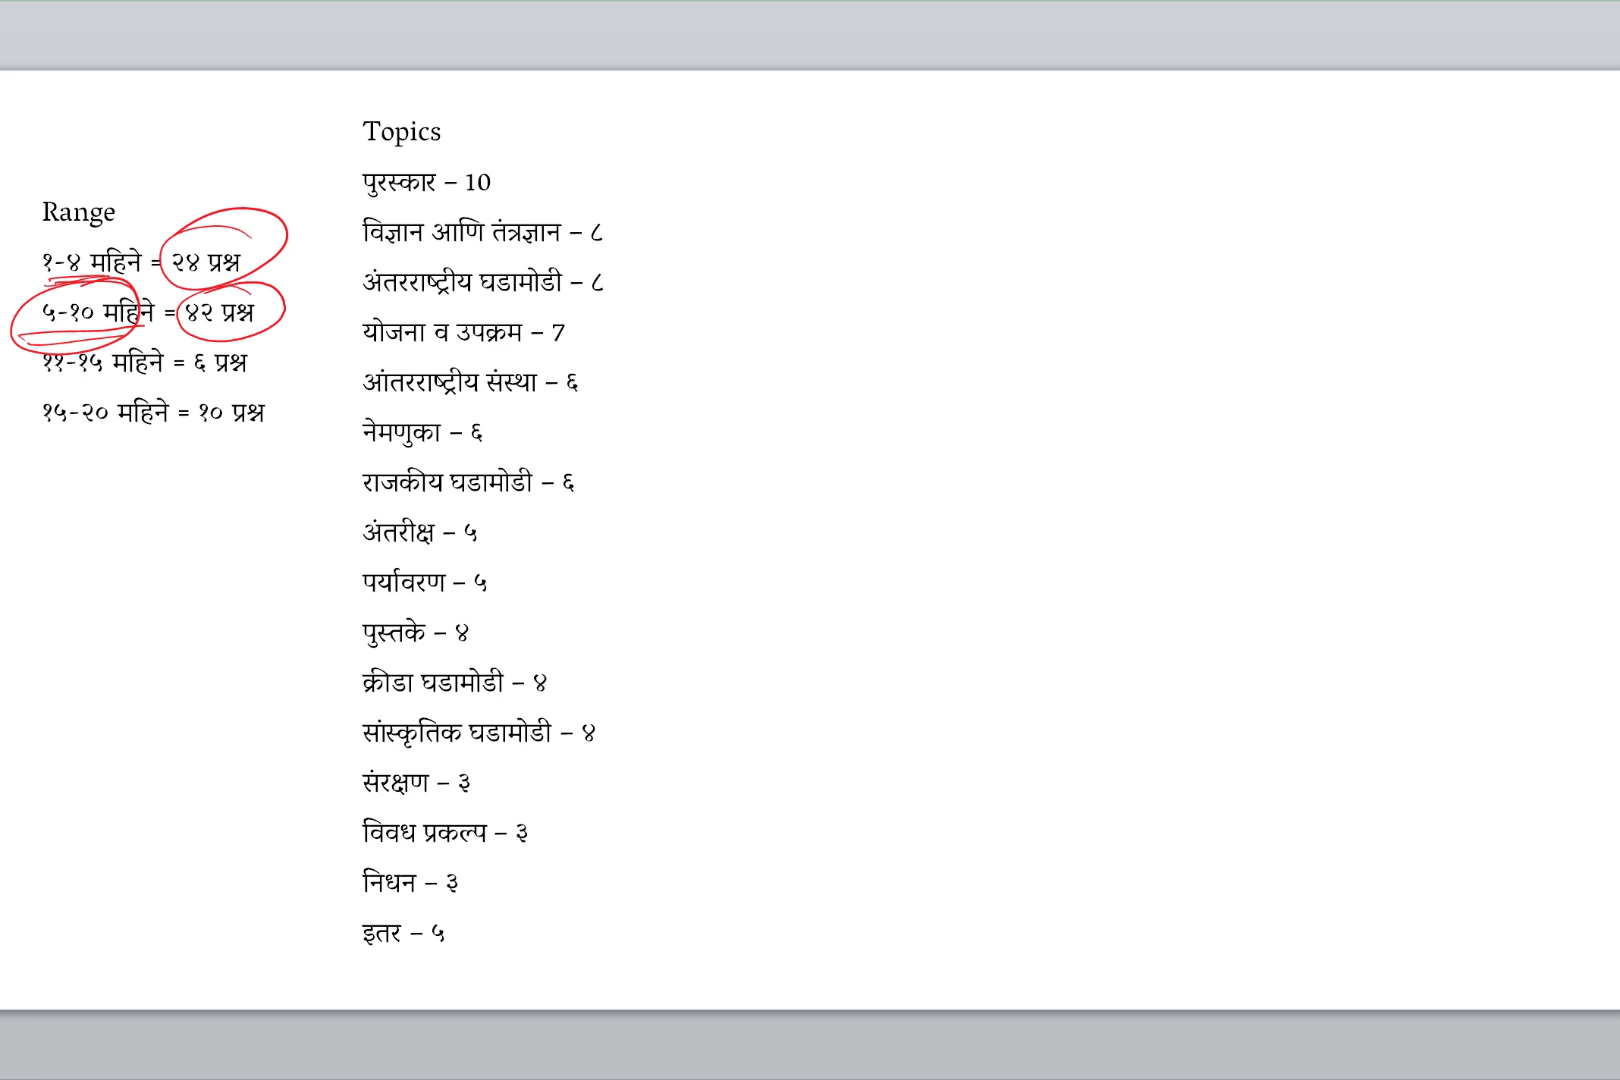 Range
१-४ महिने = २४ प्रश्न
५-१० महिने = ४२ प्रश्न
११-१५ महिने = ६ प्रश्न
१५-२० महिने = १० प्रश्न
Topics
पुरस्कार – 10
विज्ञान आणि तंत्रज्ञान – ८
अंतरराष्ट्रीय घडामोडी – ८
योजना व उपक्रम – 7
आंतरराष्ट्रीय संस्था – ६
नेमणुका – ६
राजकीय घडामोडी – ६
अंतरीक्ष – ५
पर्यावरण – ५
पुस्तके – ४
क्रीडा घडामोडी – ४
सांस्कृतिक घडामोडी – ४
संरक्षण – ३
विवध प्रकल्प – ३
निधन – ३
इतर – ५